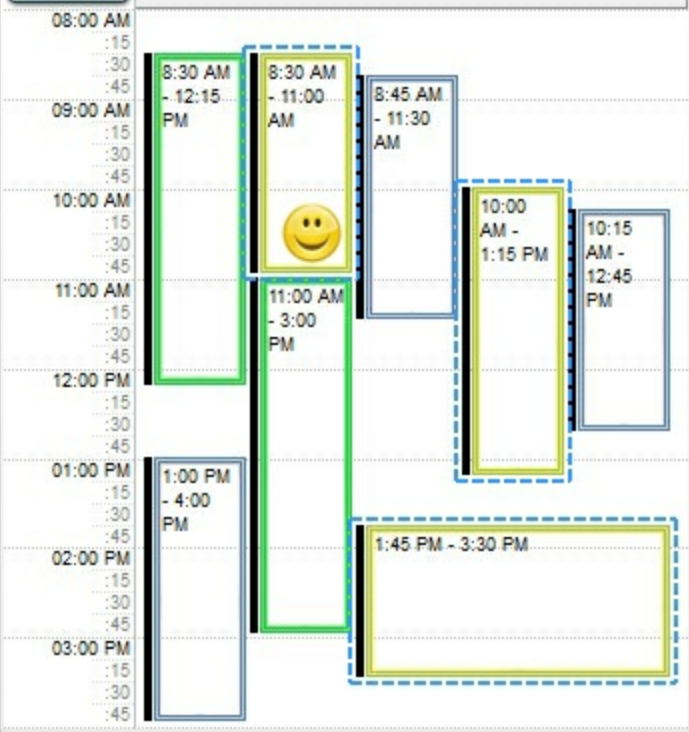 08:00 AM
:15
:30
:45
09:00 AM
:15
:30
:45
10:00 AM
:15
:30
:45
11:00 AM
:15
:30
:45
12:00 PM
:15
:30
:45
01:00 PM
:15
:30
:45
02:00 PM
:15
:30
:45
03:00 PM
:15
:30
:45
8:30 AM
- 12:15
PM
8:30 AM
- 11:00
AM
8:45 AM
- 11:30
AM
10:00
AM -
1:15 PM
10:15
AM -
12:45
PM
11:00 AM
- 3:00
PM
1:00 PM
- 4:00
PM
1:45 PM - 3:30 PM